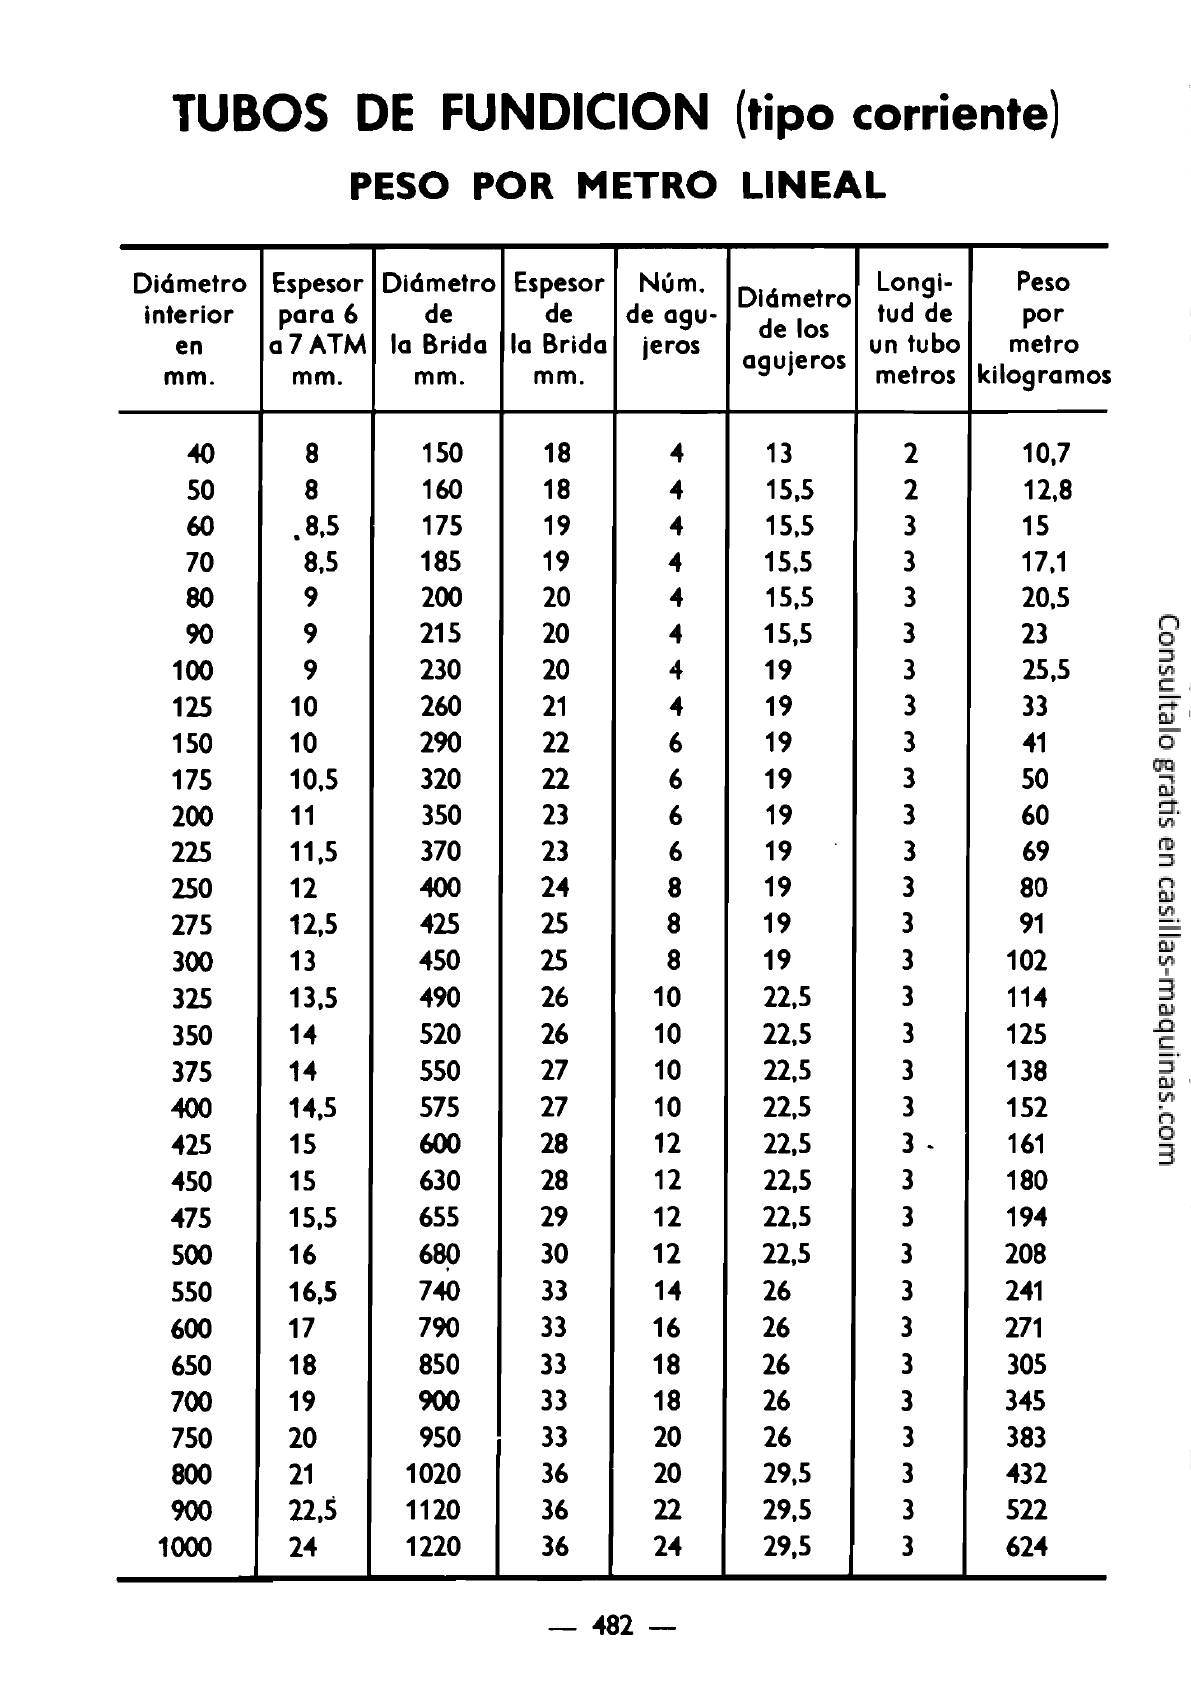 TUBOS DE FUNDICION (tipo corriente)
PESO POR METRO LINEAL
Diámetro interior en mm. | Espesor para 6 a 7 ATM mm. | Diámetro de la Brida mm. | Espesor de la Brida mm. | Núm. de agu- jeros | Diámetro de los agujeros | Longi- tud de un tubo metros | Peso por metro kilogramos
40 8 150 18 4 13 2 10,7
50 8 160 18 4 15,5 2 12,8
60 8,5 175 19 4 15,5 3 15
70 8,5 185 19 4 15,5 3 17,1
80 9 200 20 4 15,5 3 20,5
90 9 215 20 4 15,5 3 23
100 9 230 20 4 19 3 25,5
125 10 260 21 4 19 3 33
150 10 290 22 6 19 3 41
175 10,5 320 22 6 19 3 50
200 11 350 23 6 19 3 60
225 11,5 370 23 6 19 3 69
250 12 400 24 8 19 3 80
275 12,5 425 25 8 19 3 91
300 13 450 25 8 19 3 102
325 13,5 490 26 10 22,5 3 114
350 14 520 26 10 22,5 3 125
375 14 550 27 10 22,5 3 138
400 14,5 575 27 10 22,5 3 152
425 15 600 28 12 22,5 3 161
450 15 630 28 12 22,5 3 180
475 15,5 655 29 12 22,5 3 194
500 16 680 30 12 22,5 3 208
550 16,5 740 33 14 26 3 241
600 17 790 33 16 26 3 271
650 18 850 33 18 26 3 305
700 19 900 33 18 26 3 345
750 20 950 33 20 26 3 383
800 21 1020 36 20 29,5 3 432
900 22,5 1120 36 22 29,5 3 522
1000 24 1220 36 24 29,5 3 624
— 482 —
Consultalo gratis en casillas-maquinas.com